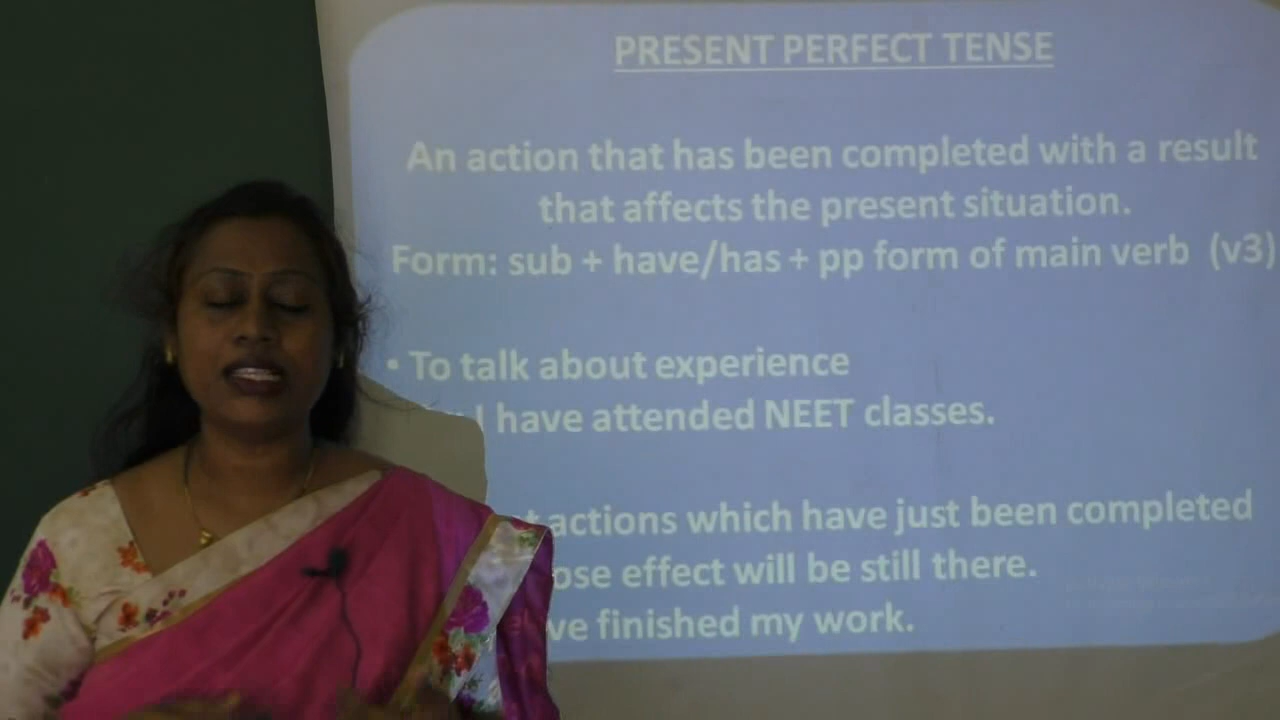 PRESENT PERFECT TENSE
An action that has been completed with a result
that affects the present situation.
Form: sub + have/has + pp form of main verb (v3)
• To talk about experience
I have attended NEET classes.
actions which have just been completed
effect will be still there.
finished my work.